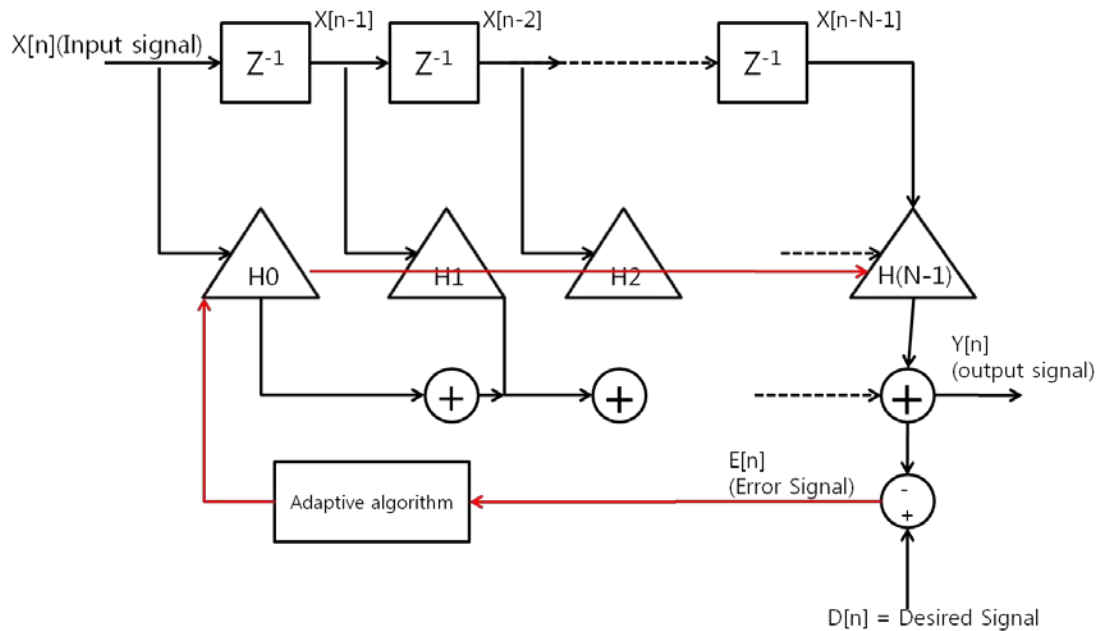 X[n](Input signal)
X[n-1]
X[n-2]
X[n-N-1]
Z⁻¹
Z⁻¹
Z⁻¹
H0
H1
H2
H(N-1)
+
+
+
Y[n]
(output signal)
E[n]
(Error Signal)
Adaptive algorithm
-
+
D[n] = Desired Signal